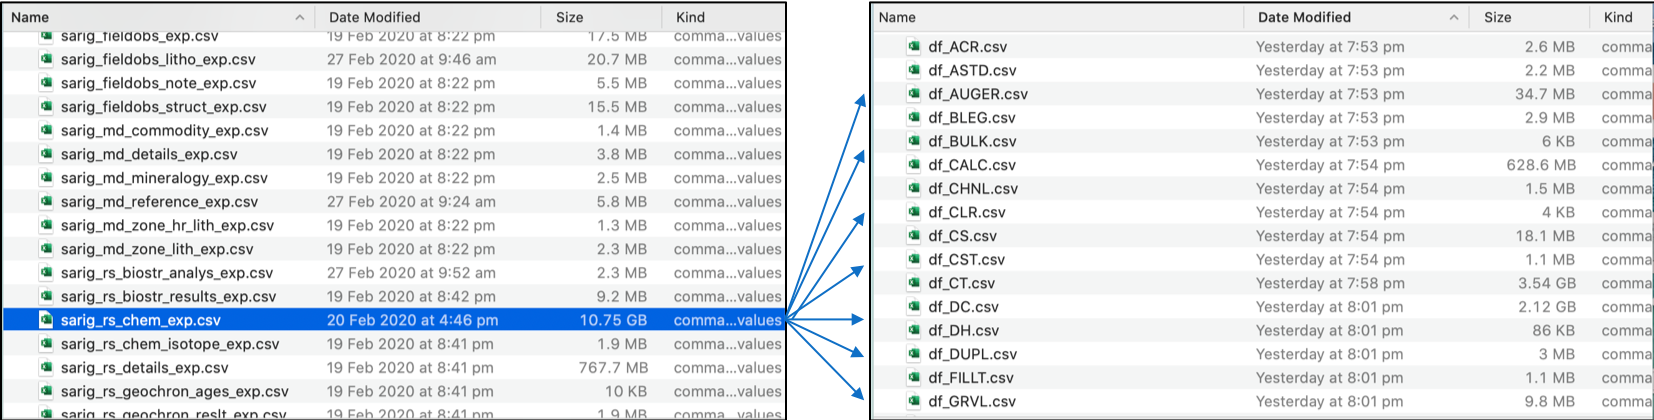 Name Date Modified Size Kind
sarig_fieldobs_exp.csv 19 Feb 2020 at 8:22 pm 17.5 MB comma...values
sarig_fieldobs_litho_exp.csv 27 Feb 2020 at 9:46 am 20.7 MB comma...values
sarig_fieldobs_note_exp.csv 19 Feb 2020 at 8:22 pm 5.5 MB comma...values
sarig_fieldobs_struct_exp.csv 19 Feb 2020 at 8:22 pm 15.5 MB comma...values
sarig_md_commodity_exp.csv 19 Feb 2020 at 8:22 pm 1.4 MB comma...values
sarig_md_details_exp.csv 19 Feb 2020 at 8:22 pm 3.8 MB comma...values
sarig_md_mineralogy_exp.csv 19 Feb 2020 at 8:22 pm 2.5 MB comma...values
sarig_md_reference_exp.csv 27 Feb 2020 at 9:24 am 5.8 MB comma...values
sarig_md_zone_hr_lith_exp.csv 19 Feb 2020 at 8:22 pm 1.3 MB comma...values
sarig_md_zone_lith_exp.csv 19 Feb 2020 at 8:22 pm 2.3 MB comma...values
sarig_rs_biostr_analys_exp.csv 27 Feb 2020 at 9:52 am 2.3 MB comma...values
sarig_rs_biostr_results_exp.csv 19 Feb 2020 at 8:42 pm 9.2 MB comma...values
sarig_rs_chem_exp.csv 20 Feb 2020 at 4:46 pm 10.75 GB comma...values
sarig_rs_chem_isotope_exp.csv 19 Feb 2020 at 8:41 pm 1.9 MB comma...values
sarig_rs_details_exp.csv 19 Feb 2020 at 8:41 pm 767.7 MB comma...values
sarig_rs_geochron_ages_exp.csv 19 Feb 2020 at 8:41 pm 10 KB comma...values
sarig_rs_geochron_reslt_exp.csv 19 Feb 2020 at 8:41 pm 1.9 MB comma...values
Name Date Modified Size Kind
df_ACR.csv Yesterday at 7:53 pm 2.6 MB comma
df_ASTD.csv Yesterday at 7:53 pm 2.2 MB comma
df_AUGER.csv Yesterday at 7:53 pm 34.7 MB comma
df_BLEG.csv Yesterday at 7:53 pm 2.9 MB comma
df_BULK.csv Yesterday at 7:53 pm 6 KB comma
df_CALC.csv Yesterday at 7:54 pm 628.6 MB comma
df_CHNL.csv Yesterday at 7:54 pm 1.5 MB comma
df_CLR.csv Yesterday at 7:54 pm 4 KB comma
df_CS.csv Yesterday at 7:54 pm 18.1 MB comma
df_CST.csv Yesterday at 7:54 pm 1.1 MB comma
df_CT.csv Yesterday at 7:58 pm 3.54 GB comma
df_DC.csv Yesterday at 8:01 pm 2.12 GB comma
df_DH.csv Yesterday at 8:01 pm 86 KB comma
df_DUPL.csv Yesterday at 8:01 pm 3 MB comma
df_FILLT.csv Yesterday at 8:01 pm 1.1 MB comma
df_GRVL.csv Yesterday at 8:01 pm 9.8 MB comma